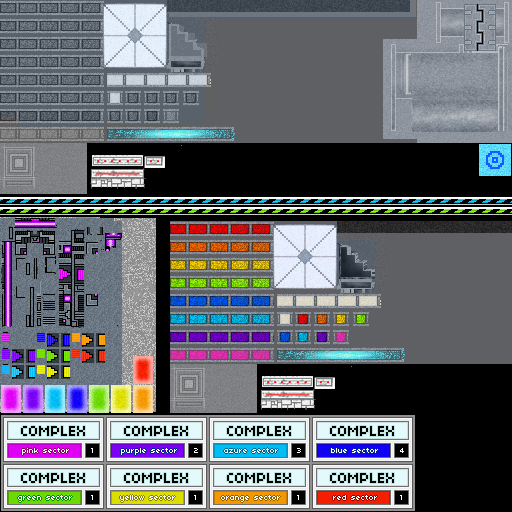 COMPLEX COMPLEX COMPLEX COMPLEX
pink sector 1 purple sector 2 azure sector 3 blue sector 4
COMPLEX COMPLEX COMPLEX COMPLEX
green sector 1 yellow sector 1 orange sector 1 red sector 1